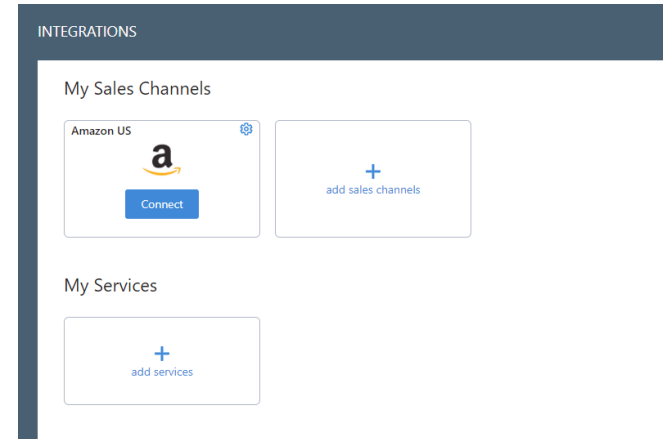 INTEGRATIONS
My Sales Channels
Amazon US
a
Connect
add sales channels
My Services
add services